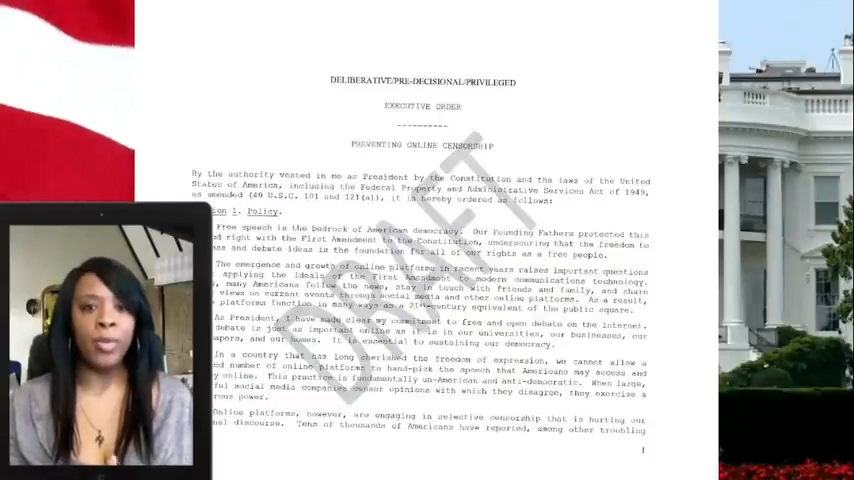 DELIBERATIVE/PRE-DECISIONAL/PRIVILEGED
EXECUTIVE ORDER
----------
PREVENTING ONLINE CENSORSHIP
DRAFT
By the authority vested in me as President by the Constitution and the laws of the United
States of America, including the Federal Property and Administrative Services Act of 1949,
as amended (40 U.S.C. 101 and 121(a)), it is hereby ordered as follows:
ion 1. Policy.
Free speech is the bedrock of American democracy. Our Founding Fathers protected this
d right with the First Amendment to the Constitution, underscoring that the freedom to
ss and debate ideas is the foundation for all of our rights as a free people.
The emergence and growth of online platforms in recent years raises important questions
applying the ideals of the First Amendment to modern communications technology.
, many Americans follow the news, stay in touch with friends and family, and share
views on current events through social media and other online platforms. As a result,
platforms function in many ways as a 21st-century equivalent of the public square.
As President, I have made clear my commitment to free and open debate on the Internet.
debate is just as important online as it is in our universities, our businesses, our
apers, and our homes. It is essential to sustaining our democracy.
In a country that has long cherished the freedom of expression, we cannot allow a
ed number of online platforms to hand-pick the speech that Americans may access and
y online. This practice is fundamentally un-American and anti-democratic. When large,
ful social media companies censor opinions with which they disagree, they exercise a
rous power.
Online platforms, however, are engaging in selective censorship that is hurting our
nal discourse. Tens of thousands of Americans have reported, among other troubling
1